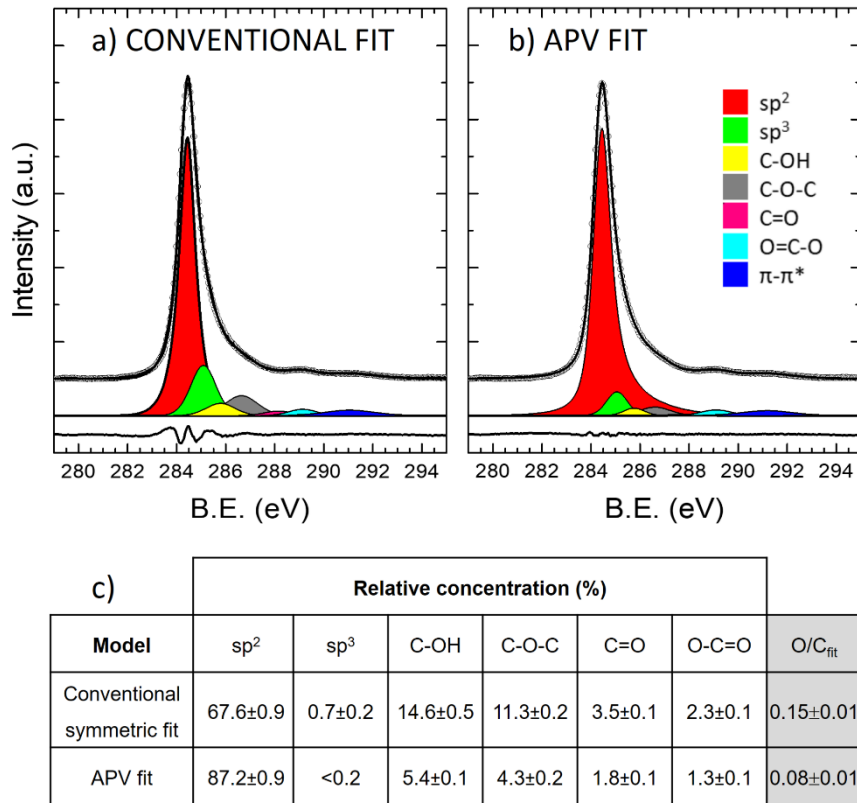 a) CONVENTIONAL FIT
b) APV FIT
sp²
sp³
C-OH
C-O-C
C=O
O=C-O
π-π*
Intensity (a.u.)
280 282 284 286 288 290 292 294
280 282 284 286 288 290 292 294
B.E. (eV)
B.E. (eV)
c)
Relative concentration (%)
Model sp² sp³ C-OH C-O-C C=O O-C=O O/C_fit
Conventional
symmetric fit 67.6±0.9 0.7±0.2 14.6±0.5 11.3±0.2 3.5±0.1 2.3±0.1 0.15±0.01
APV fit 87.2±0.9 <0.2 5.4±0.1 4.3±0.2 1.8±0.1 1.3±0.1 0.08±0.01